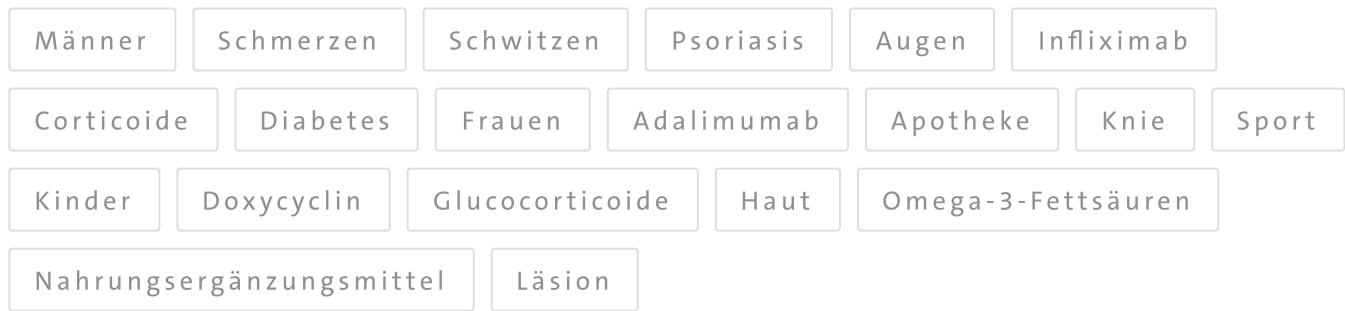 Männer Schmerzen Schwitzen Psoriasis Augen Infliximab
Corticoide Diabetes Frauen Adalimumab Apotheke Knie Sport
Kinder Doxycyclin Glucocorticoide Haut Omega-3-Fettsäuren
Nahrungsergänzungsmittel Läsion